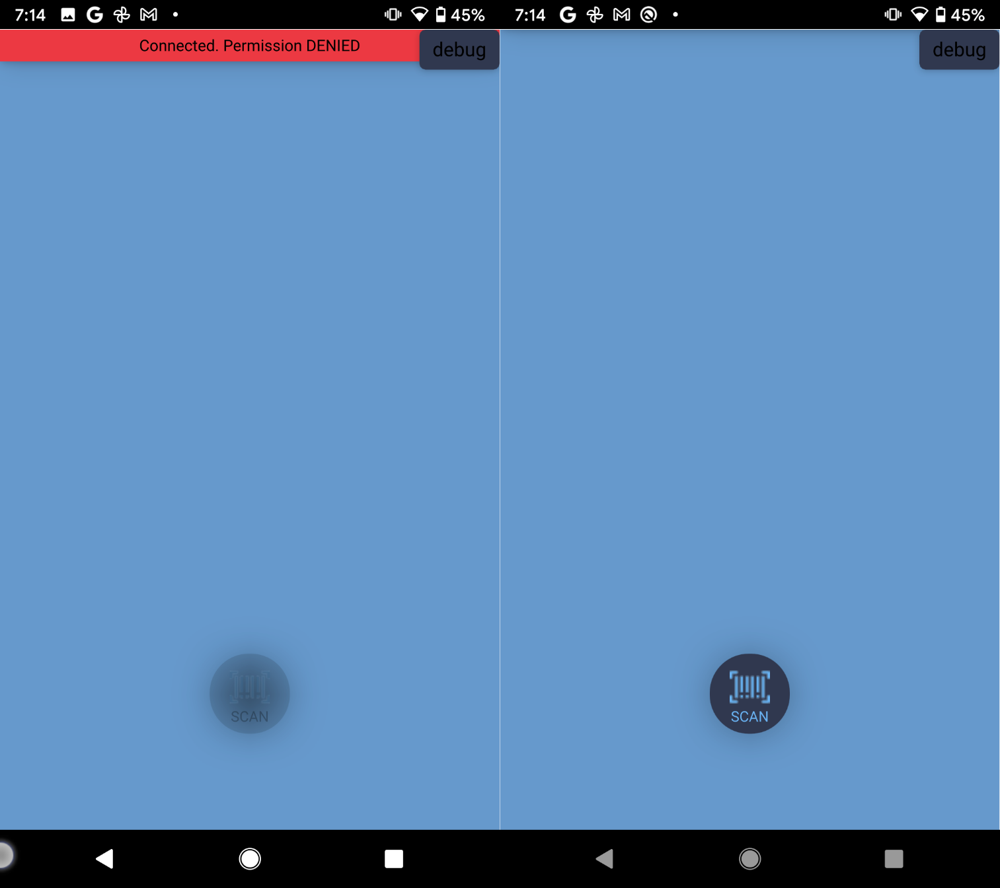 7:14 45%
Connected. Permission DENIED
debug
SCAN
7:14 45%
debug
SCAN